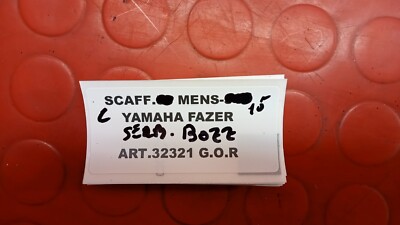 SCAFF. MENS- 15
C YAMAHA FAZER
SERB. BOZZ
ART.32321 G.O.R